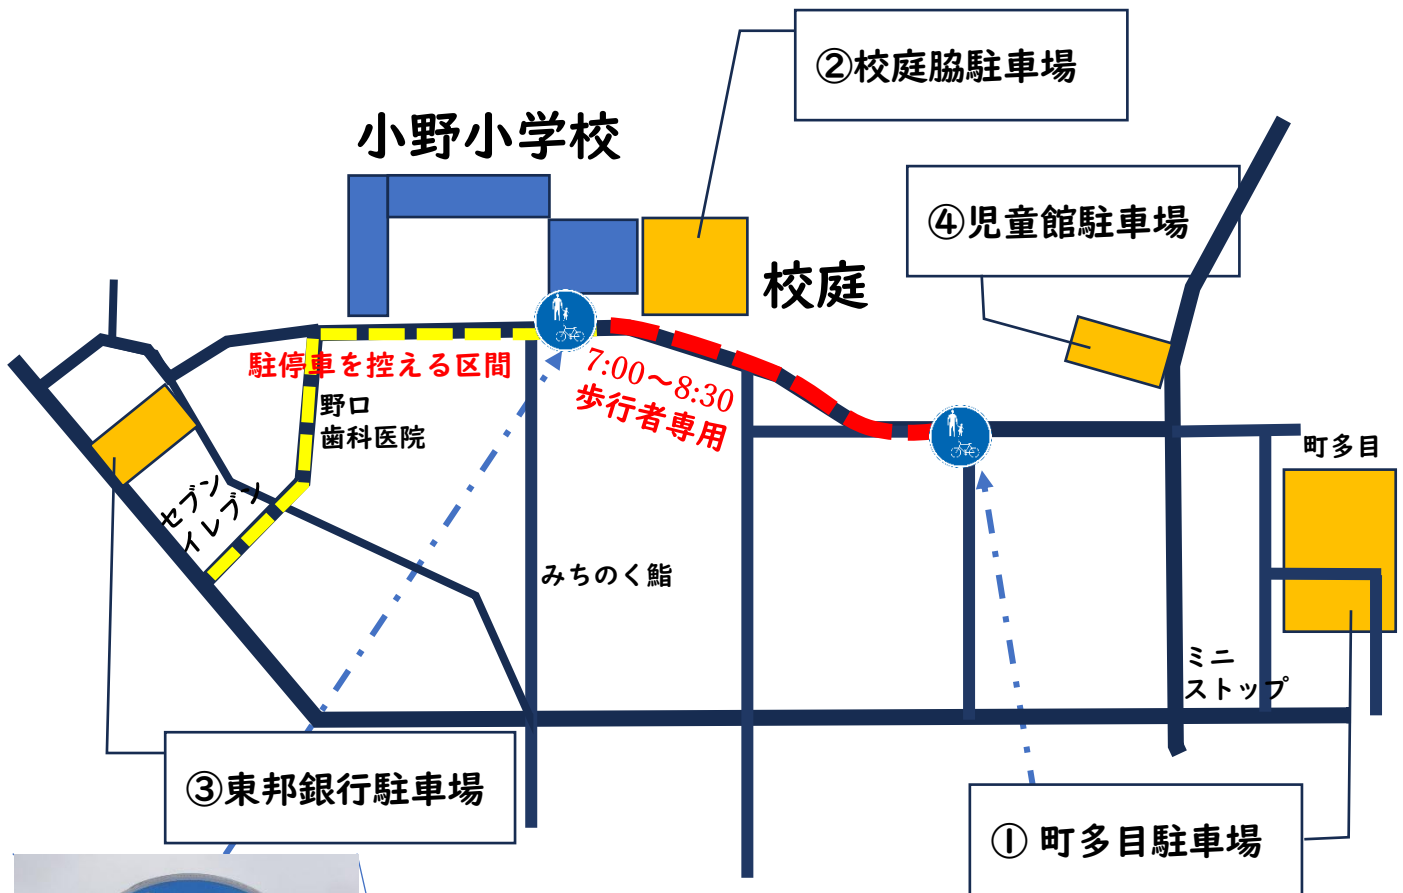 ②校庭脇駐車場
小野小学校
④児童館駐車場
校庭
駐停車を控える区間
7:00～8:30
歩行者専用
野口
歯科医院
町多目
セブン
イレブン
みちのく鮨
ミニ
ストップ
③東邦銀行駐車場
① 町多目駐車場